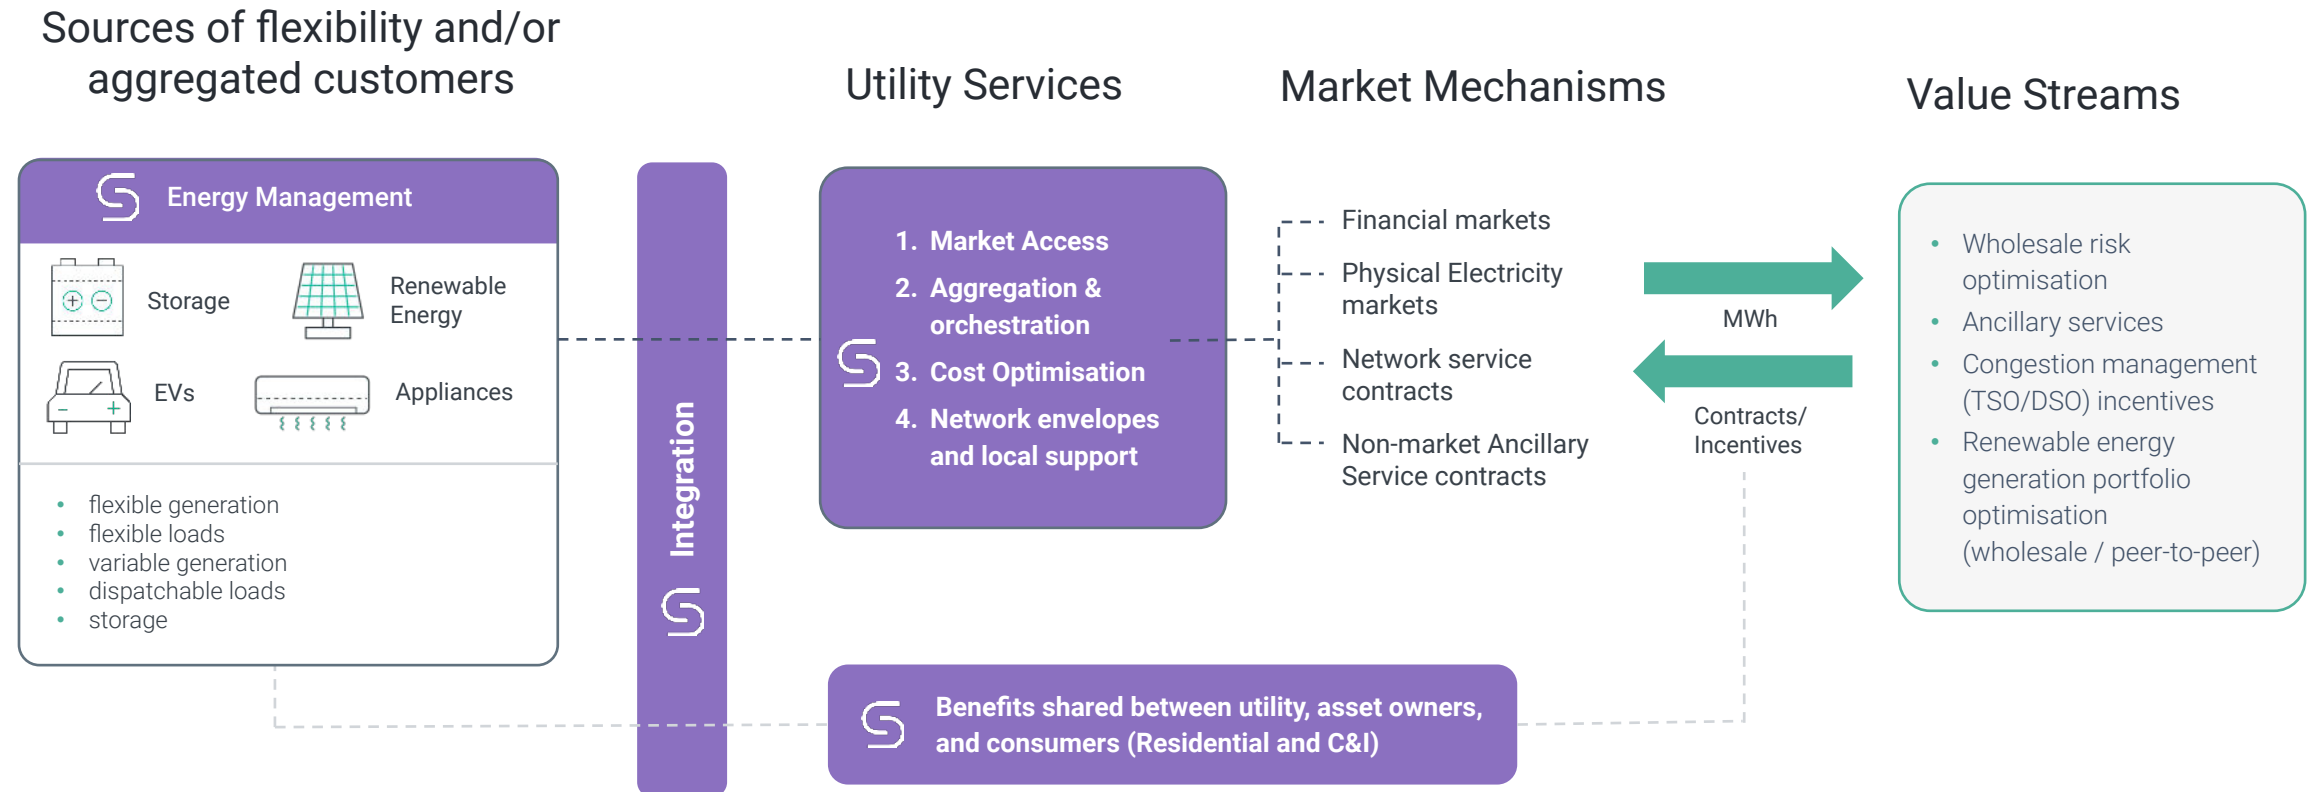 Sources of flexibility and/or
aggregated customers
Utility Services
Market Mechanisms
Value Streams
Energy Management
Storage
Renewable
Energy
EVs
Appliances
• flexible generation
• flexible loads
• variable generation
• dispatchable loads
• storage
Integration
1. Market Access
2. Aggregation &
orchestration
3. Cost Optimisation
4. Network envelopes
and local support
Financial markets
Physical Electricity
markets
Network service
contracts
Non-market Ancillary
Service contracts
MWh
Contracts/
Incentives
• Wholesale risk
optimisation
• Ancillary services
• Congestion management
(TSO/DSO) incentives
• Renewable energy
generation portfolio
optimisation
(wholesale / peer-to-peer)
Benefits shared between utility, asset owners,
and consumers (Residential and C&I)